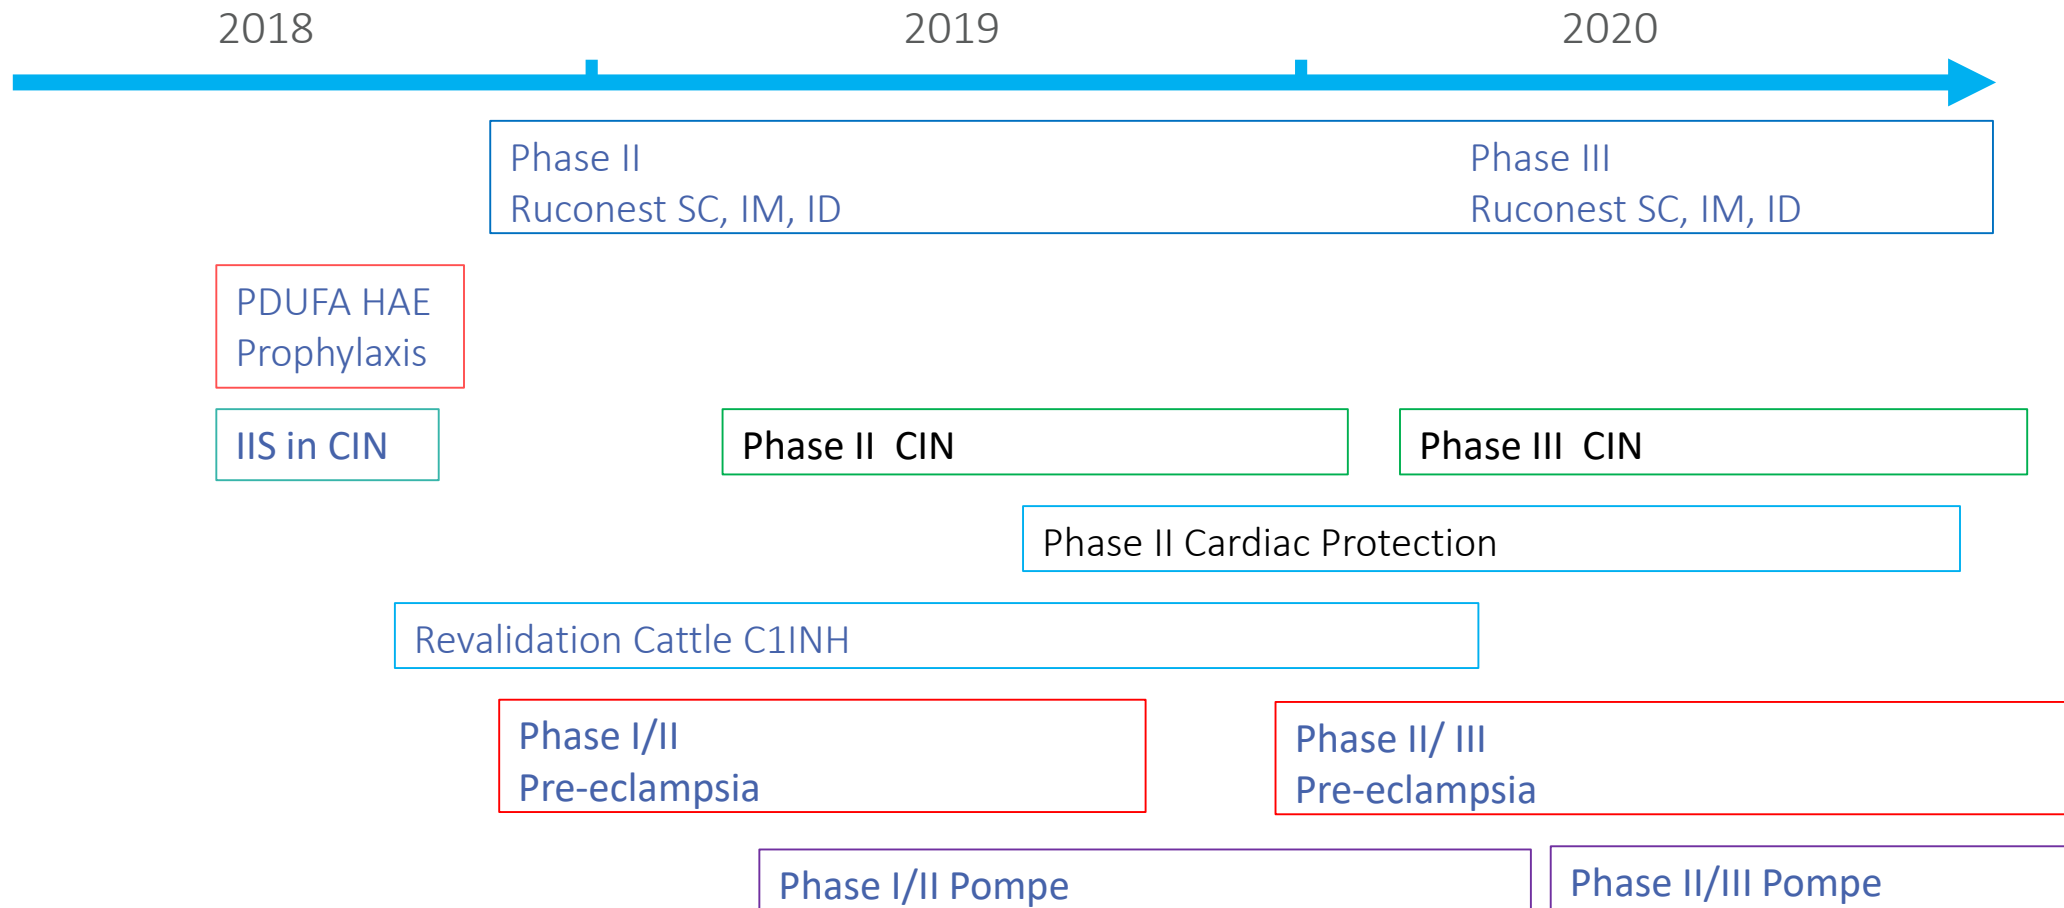 2018 2019 2020
Phase II Phase III
Ruconest SC, IM, ID Ruconest SC, IM, ID
PDUFA HAE
Prophylaxis
IIS in CIN Phase II  CIN Phase III  CIN
Phase II Cardiac Protection
Revalidation Cattle C1INH
Phase I/II Phase II/ III
Pre-eclampsia Pre-eclampsia
Phase I/II Pompe Phase II/III Pompe